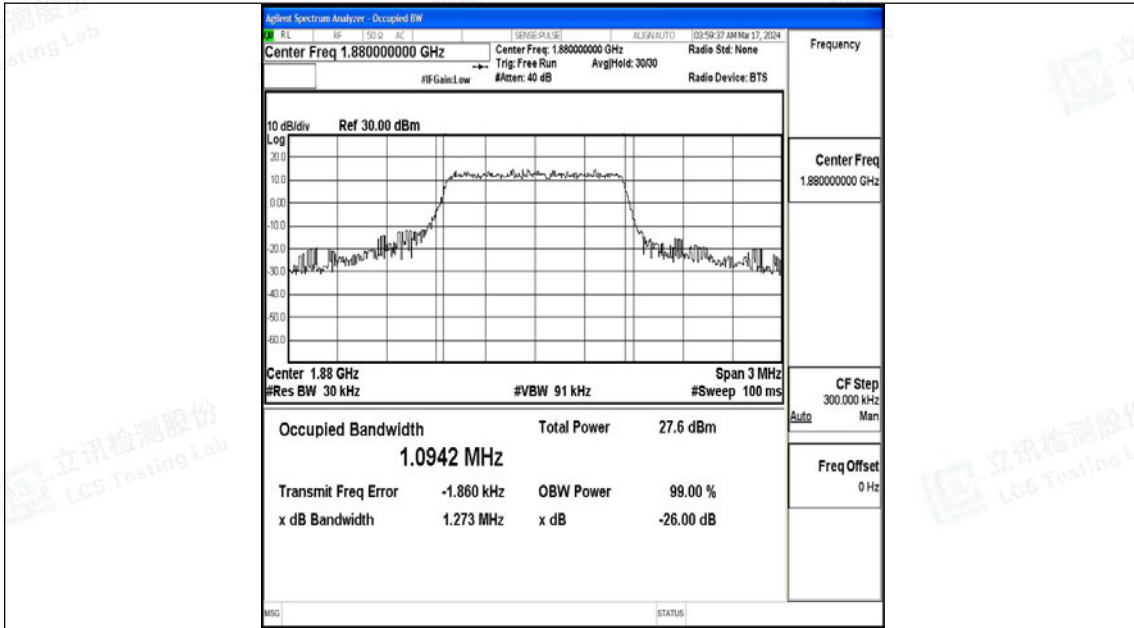 Agilent Spectrum Analyzer - Occupied BW
RL RF 50 Ω AC SENSE:PULSE ALIGN AUTO 03:59:37 AM Mar 17, 2024
Center Freq 1.880000000 GHz
Center Freq: 1.880000000 GHz
Radio Std: None
Trig: Free Run Avg|Hold: 30/30
#IFGain:Low #Atten: 40 dB Radio Device: BTS
Frequency
10 dB/div Ref 30.00 dBm
Log
20.0
10.0
0.00
-10.0
-20.0
-30.0
-40.0
-50.0
-60.0
Center 1.88 GHz Span 3 MHz
#Res BW 30 kHz #VBW 91 kHz #Sweep 100 ms
Occupied Bandwidth Total Power 27.6 dBm
1.0942 MHz
Transmit Freq Error -1.860 kHz OBW Power 99.00 %
x dB Bandwidth 1.273 MHz x dB -26.00 dB
Center Freq
1.880000000 GHz
CF Step
300.000 kHz
Auto Man
Freq Offset
0 Hz
MSG STATUS
立讯检测股份
LCS Testing Lab
立讯检测股份
LCS Testing L
sting Lab